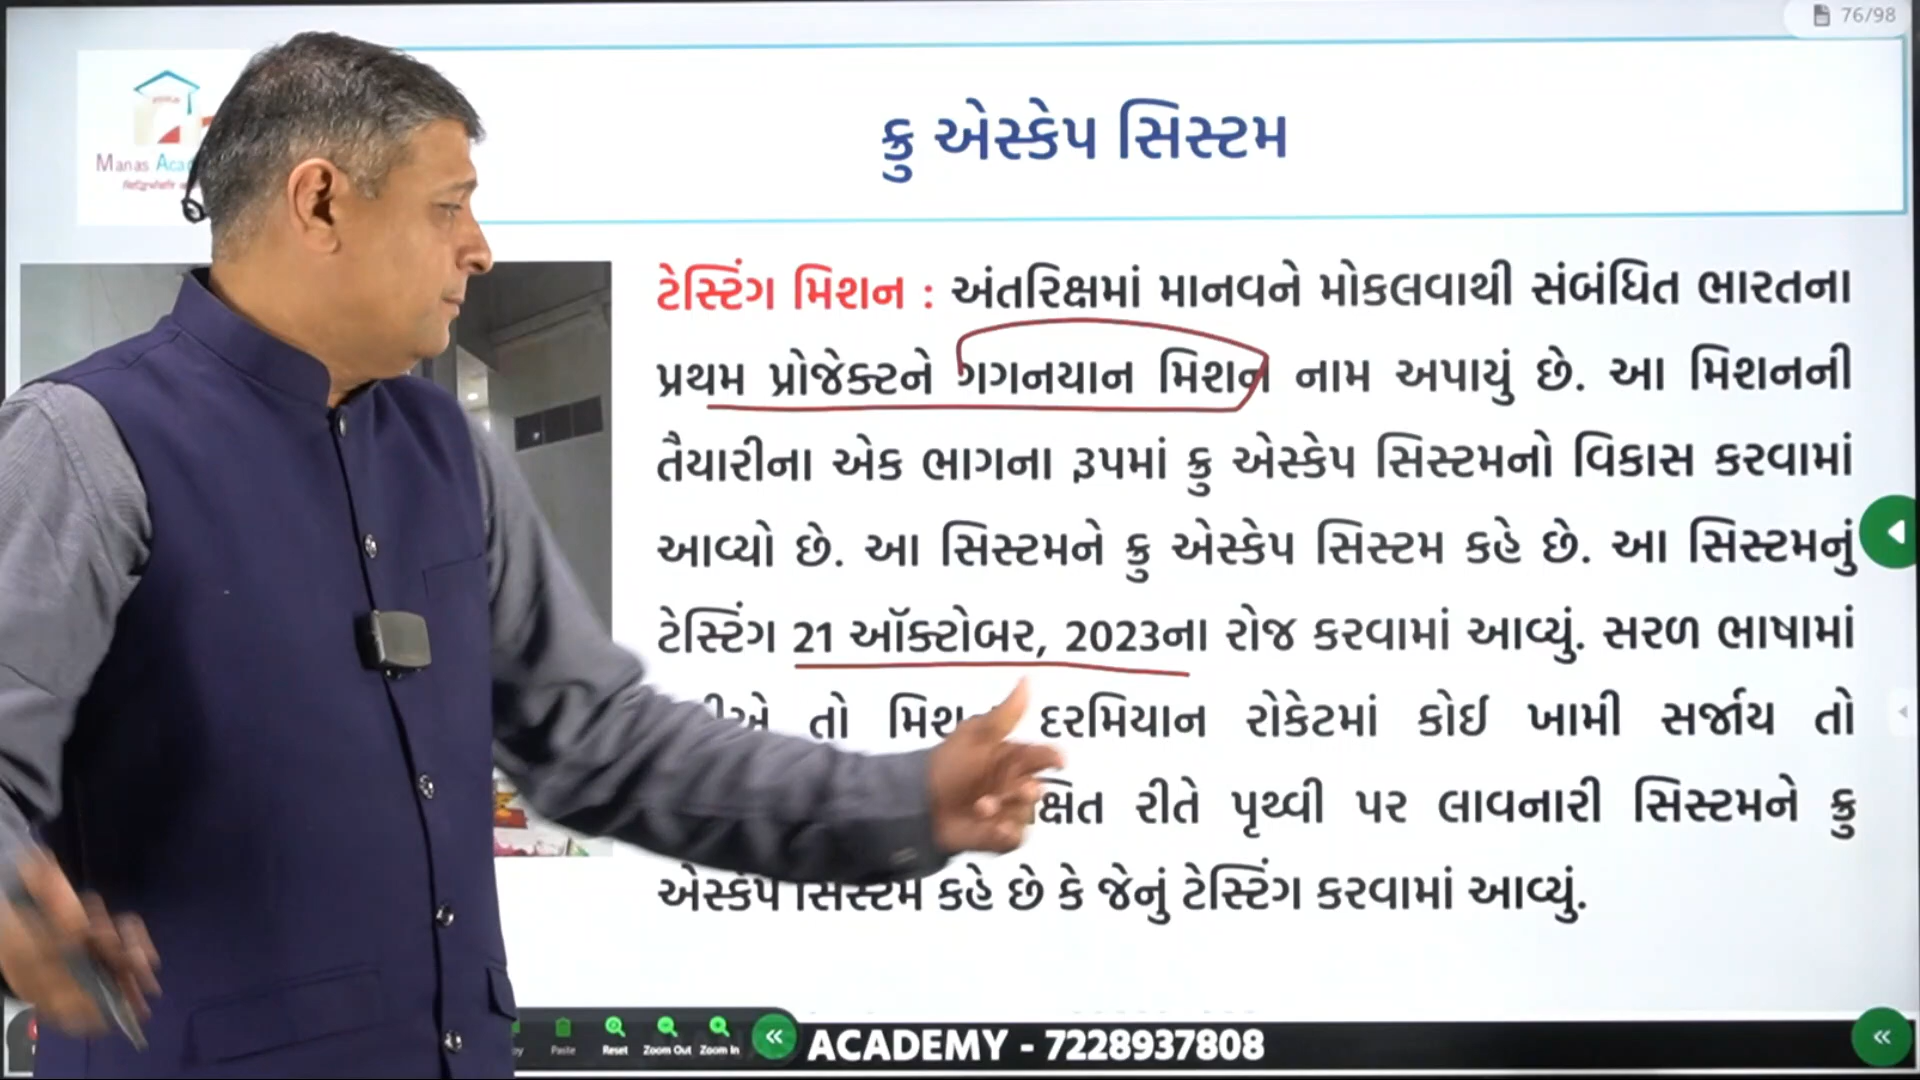 76/98
ક્રુ એસ્કેપ સિસ્ટમ
Manas
ટેસ્ટિંગ મિશન : અંતરિક્ષમાં માનવને મોકલવાથી સંબંધિત ભારતના
પ્રથમ પ્રોજેક્ટને ગગનયાન મિશન નામ અપાયું છે. આ મિશનની
તૈયારીના એક ભાગના રૂપમાં ક્રુ એસ્કેપ સિસ્ટમનો વિકાસ કરવામાં
આવ્યો છે. આ સિસ્ટમને ક્રુ એસ્કેપ સિસ્ટમ કહે છે. આ સિસ્ટમનું
ટેસ્ટિંગ 21 ઑક્ટોબર, 2023ના રોજ કરવામાં આવ્યું. સરળ ભાષામાં
તો દરમિયાન રોકેટમાં કોઈ ખામી સર્જાય તો
રીતે પૃથ્વી પર લાવનારી સિસ્ટમને ક્રુ
એસ્કેપ સિસ્ટમ કહે છે કે જેનું ટેસ્ટિંગ કરવામાં આવ્યું.
Paste Reset Zoom Out Zoom In
ACADEMY - 7228937808